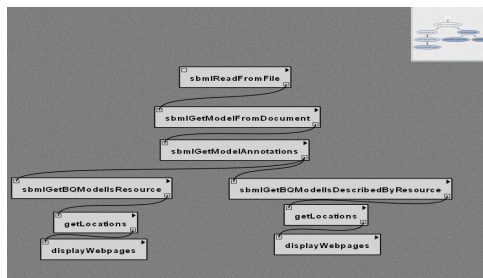 sbmlReadFromFile
sbmlGetModelFromDocument
sbmlGetModelAnnotations
sbmlGetBQModelIsResource
sbmlGetBQModelIsDescribedByResource
getLocations
getLocations
displayWebpages
displayWebpages